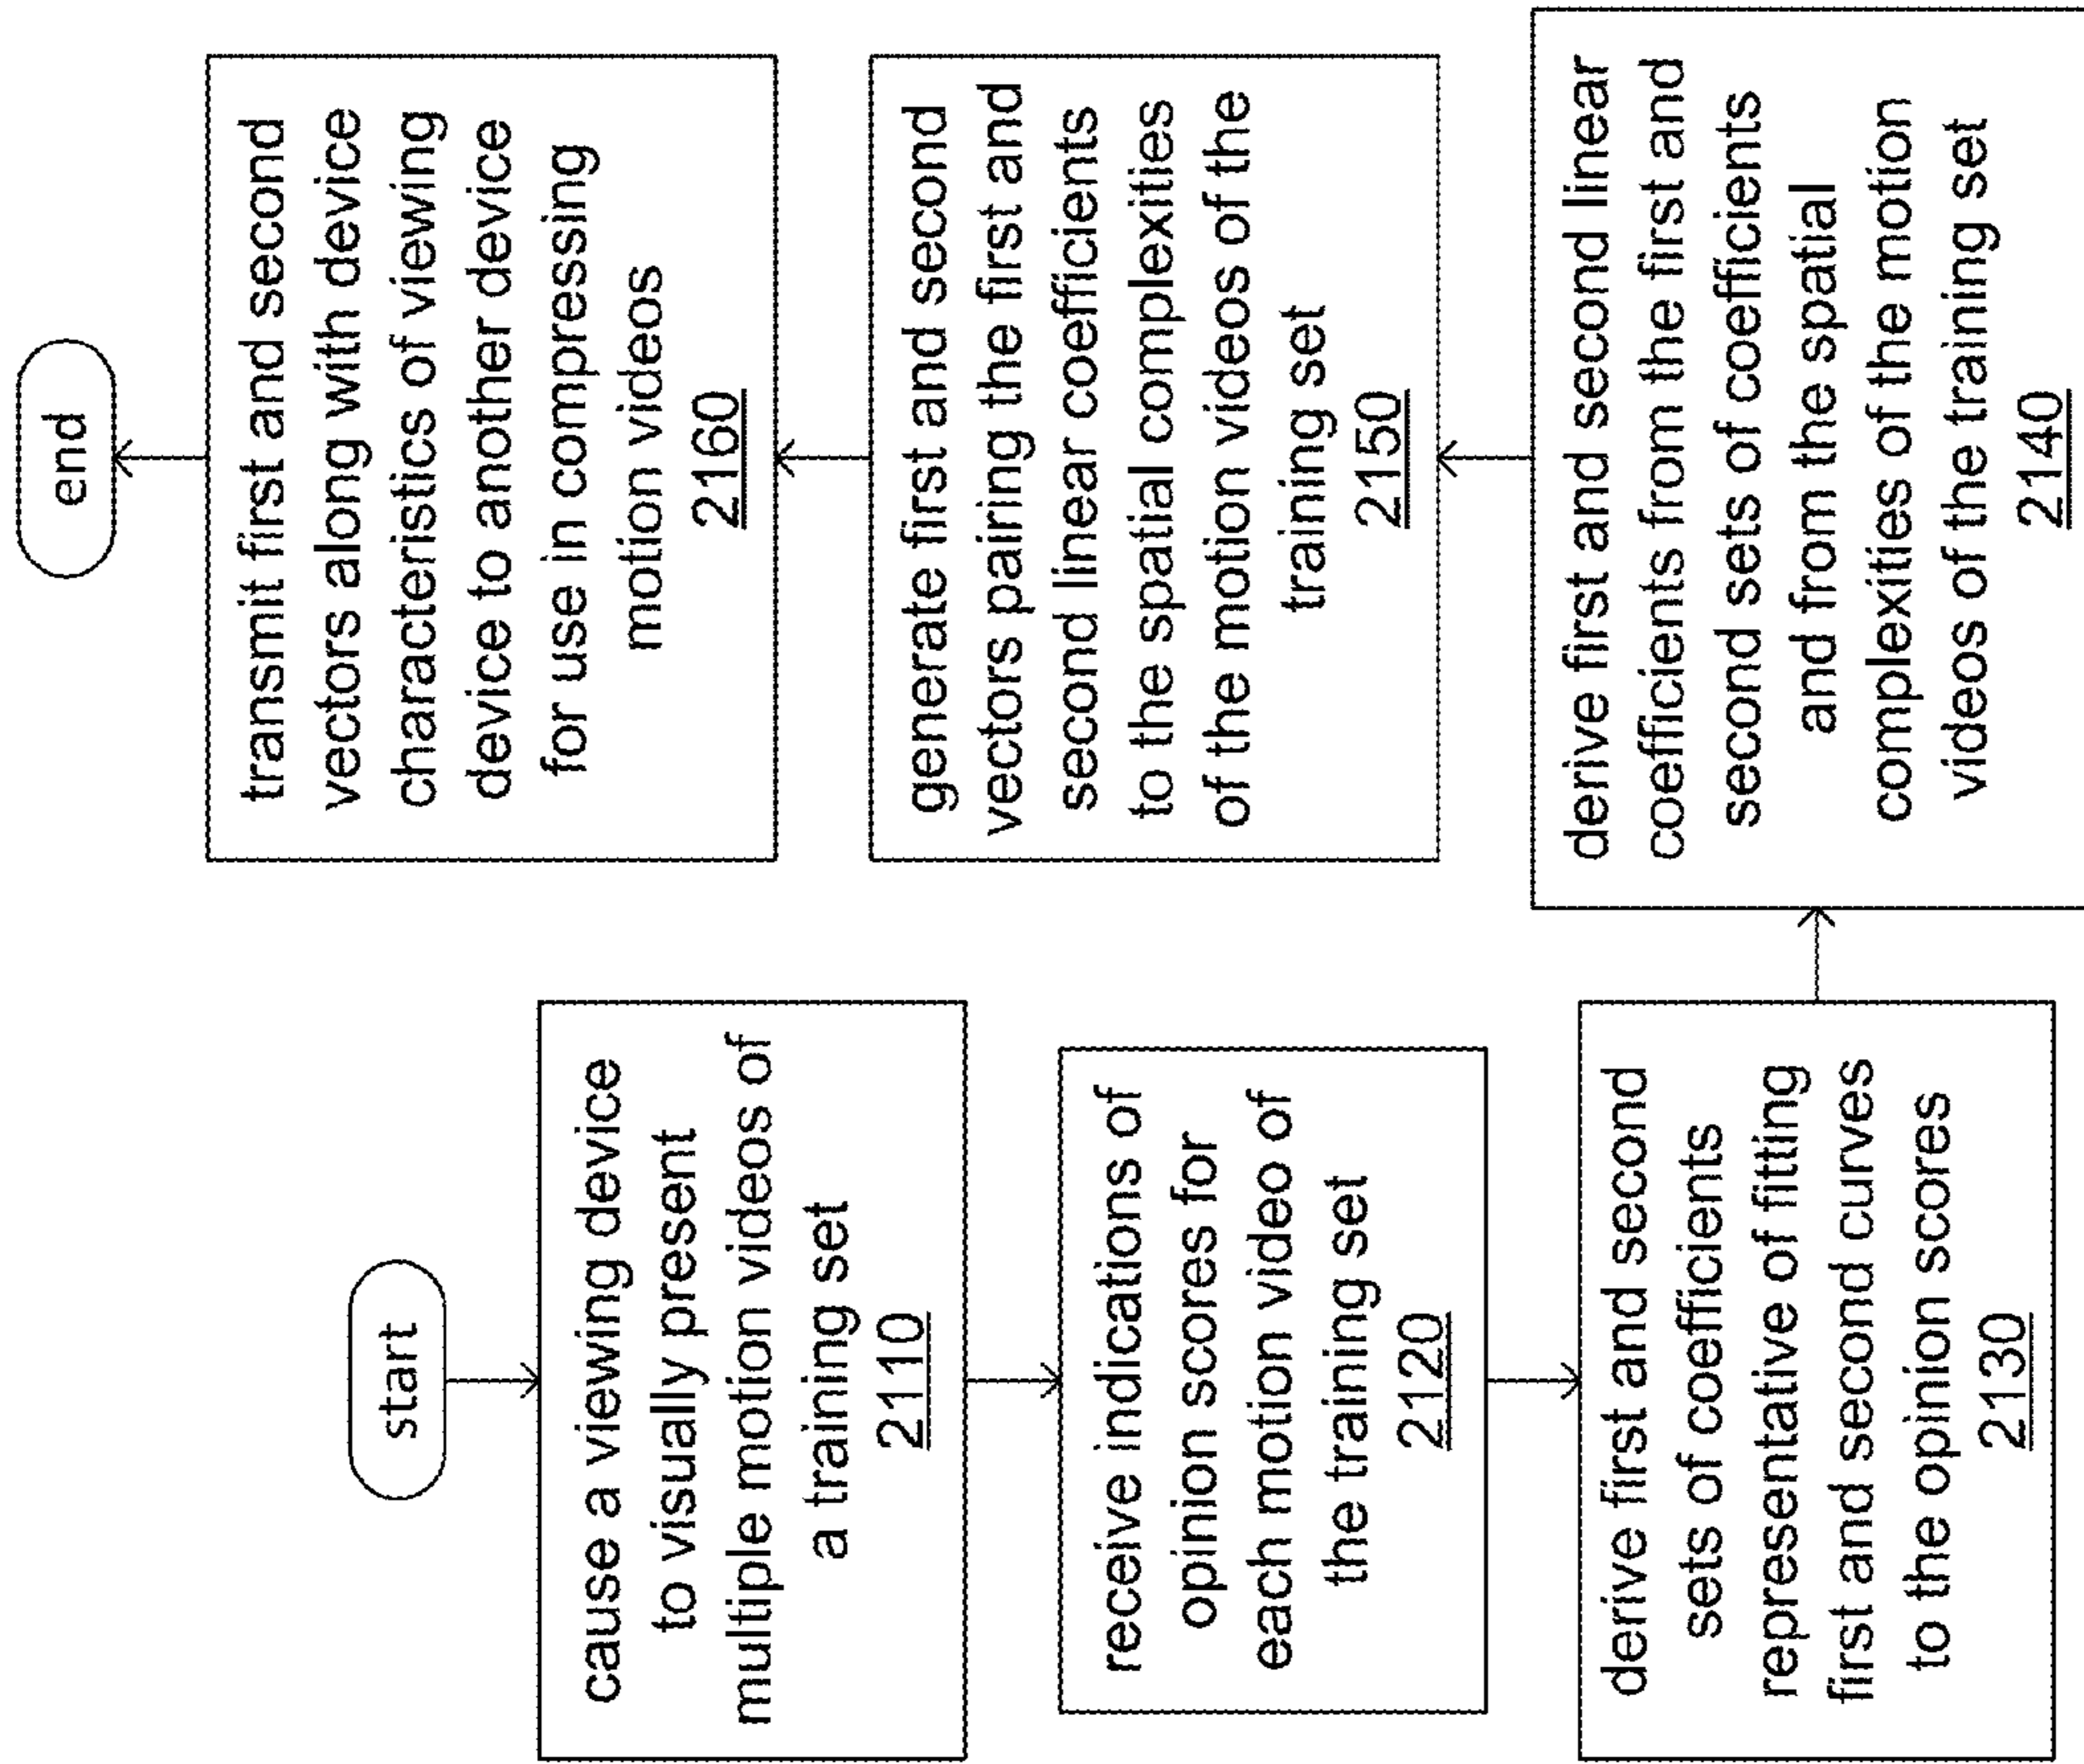 start
cause a viewing device
to visually present
multiple motion videos of
a training set
2110
receive indications of
opinion scores for
each motion video of
the training set
2120
derive first and second
sets of coefficients
representative of fitting
first and second curves
to the opinion scores
2130
derive first and second linear
coefficients from the first and
second sets of coefficients
and from the spatial
complexities of the motion
videos of the training set
2140
generate first and second
vectors pairing the first and
second linear coefficients
to the spatial complexities
of the motion videos of the
training set
2150
transmit first and second
vectors along with device
characteristics of viewing
device to another device
for use in compressing
motion videos
2160
end